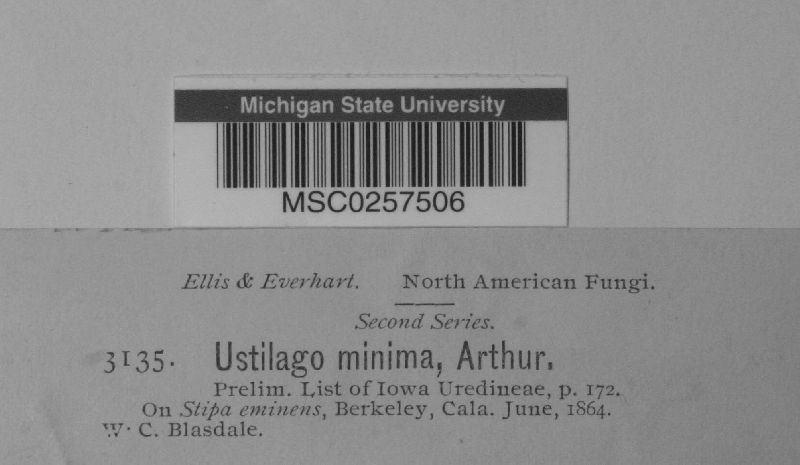 Michigan State University
MSC0257506
Ellis & Everhart. North American Fungi.
Second Series.
3135. Ustilago minima, Arthur.
Prelim. List of Iowa Uredineae, p. 172.
On Stipa eminens, Berkeley, Cala. June, 1864.
W. C. Blasdale.